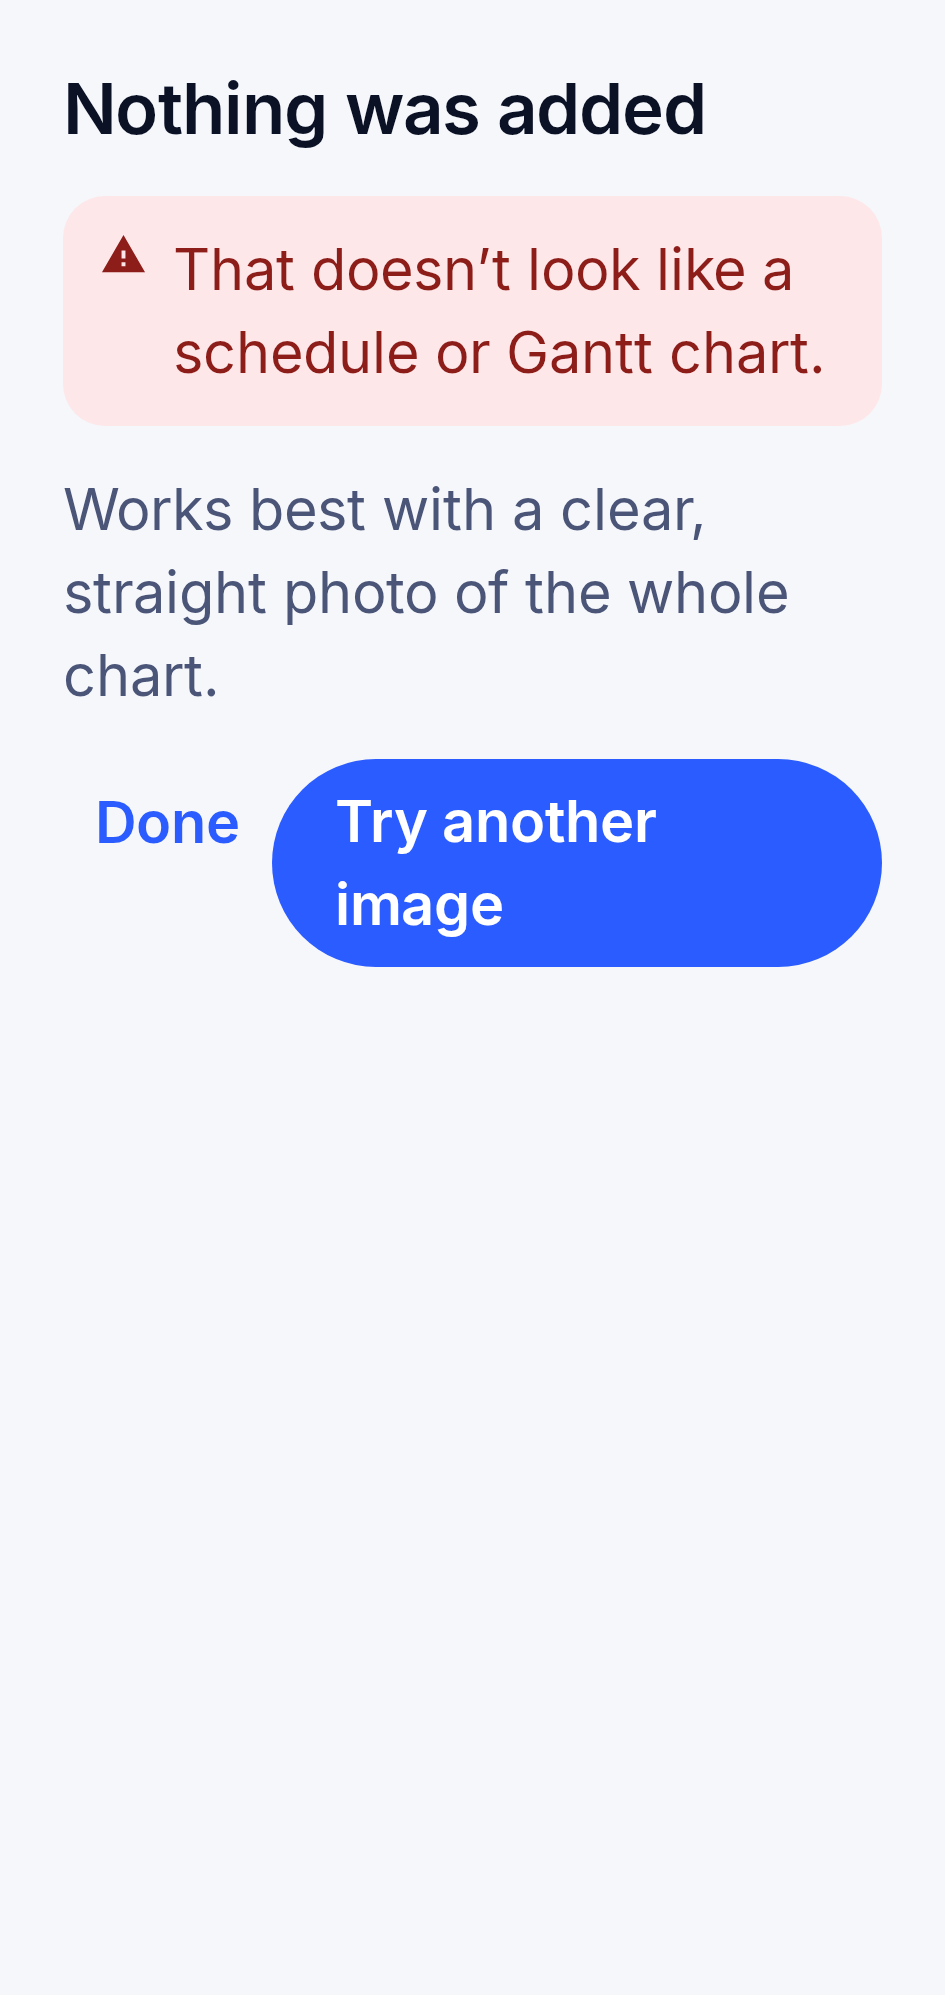 Nothing was added
That doesn’t look like a
schedule or Gantt chart.
Works best with a clear,
straight photo of the whole
chart.
Done
Try another
image